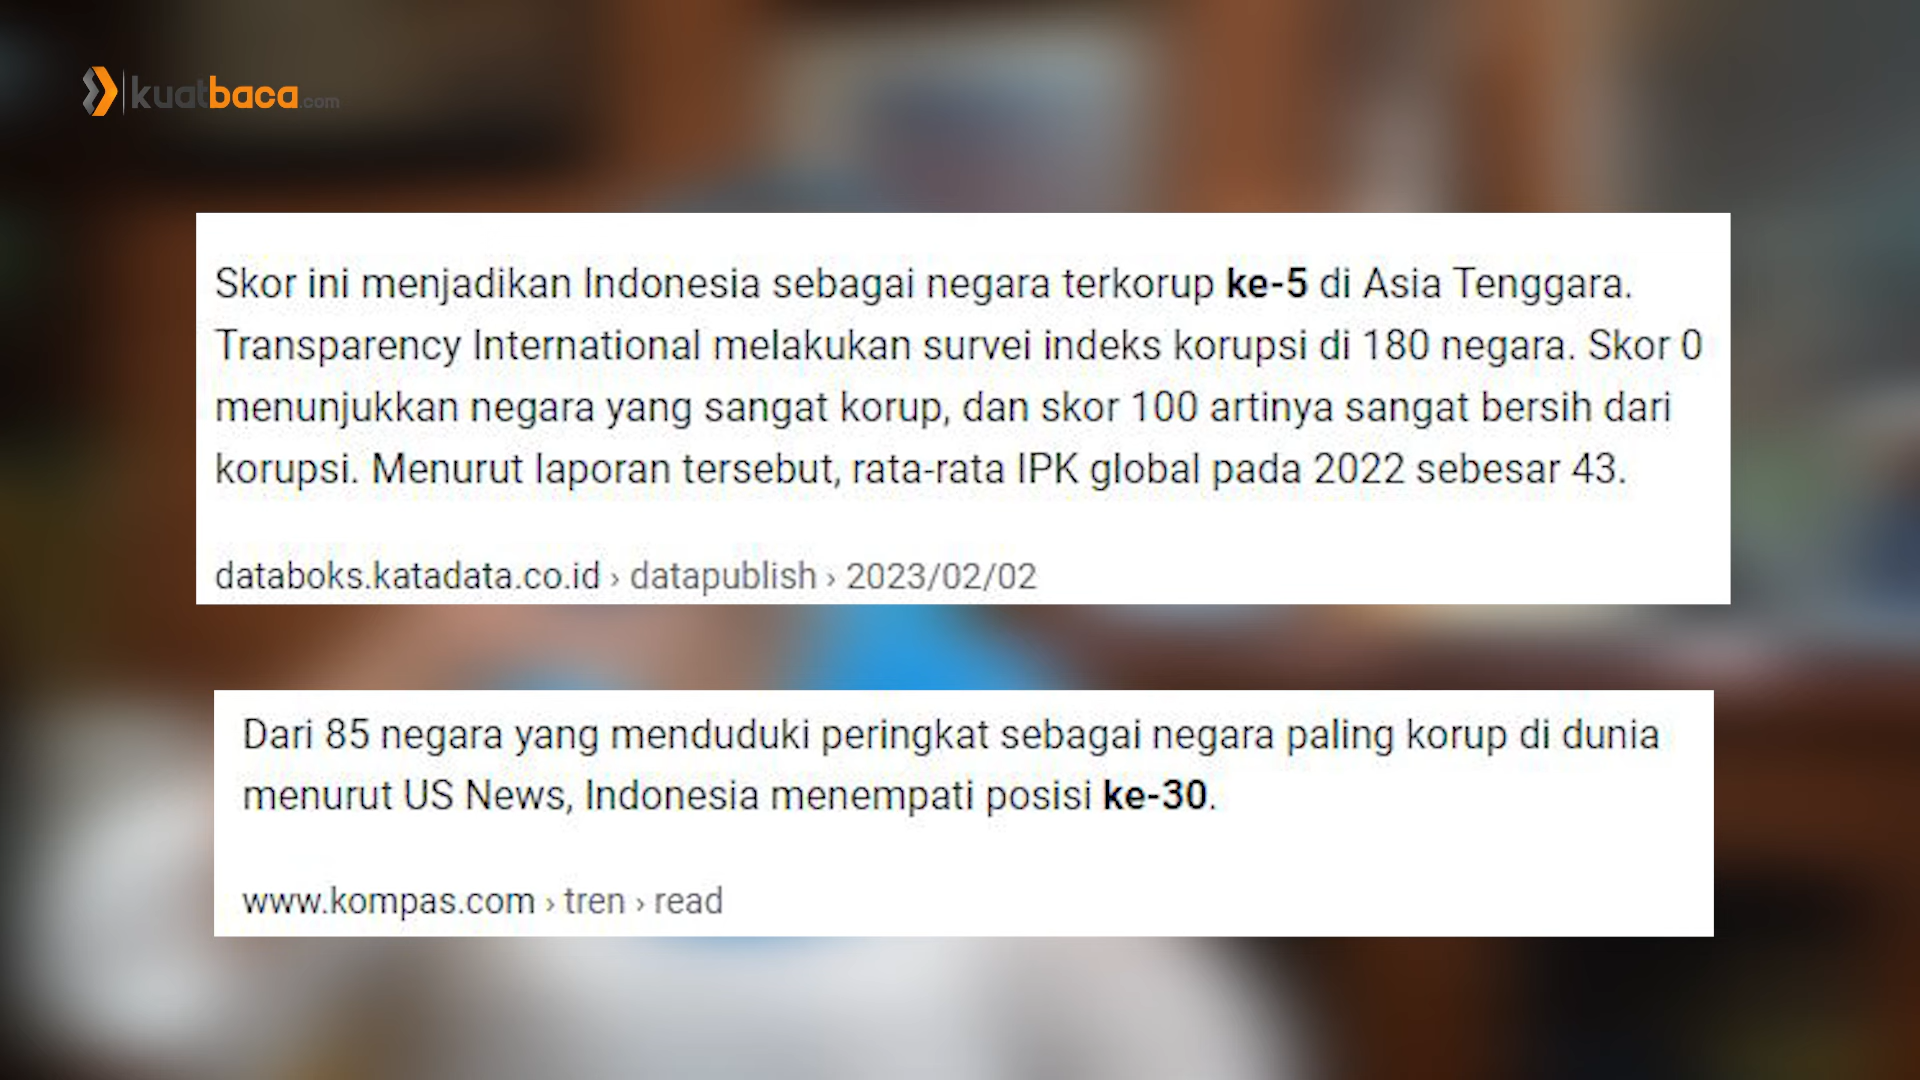 kuatbaca.com
Skor ini menjadikan Indonesia sebagai negara terkorup ke-5 di Asia Tenggara.
Transparency International melakukan survei indeks korupsi di 180 negara. Skor 0
menunjukkan negara yang sangat korup, dan skor 100 artinya sangat bersih dari
korupsi. Menurut laporan tersebut, rata-rata IPK global pada 2022 sebesar 43.
databoks.katadata.co.id › datapublish › 2023/02/02
Dari 85 negara yang menduduki peringkat sebagai negara paling korup di dunia
menurut US News, Indonesia menempati posisi ke-30.
www.kompas.com › tren › read